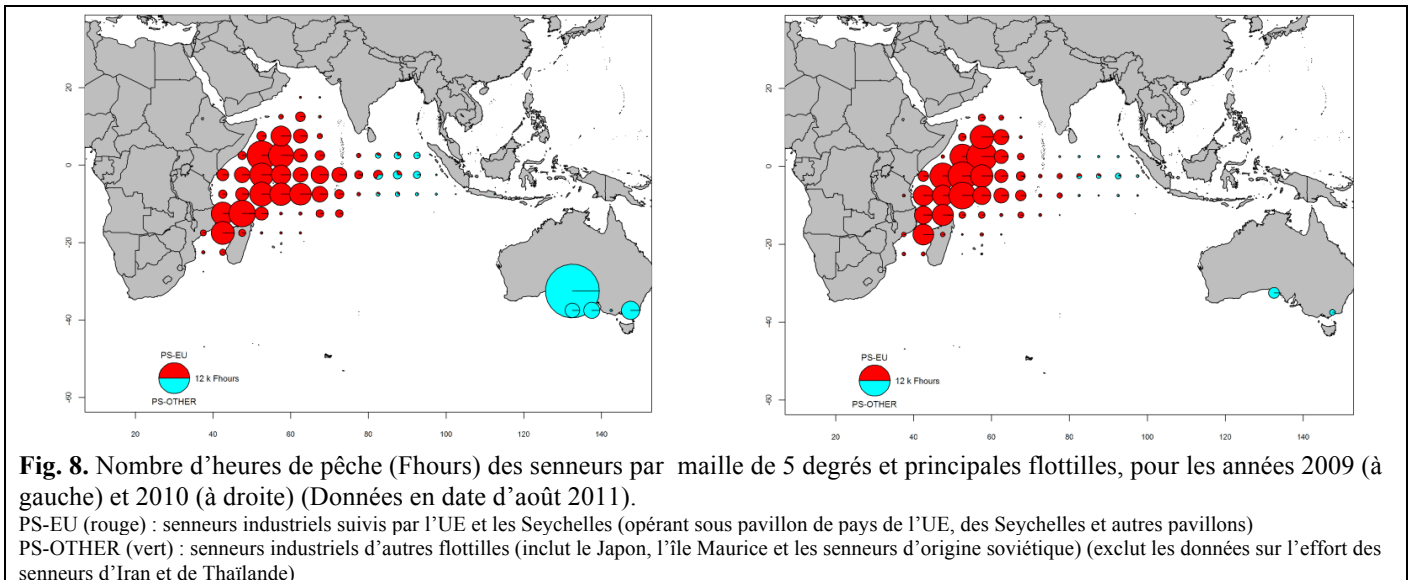 20
0
-20
-40
-60
PS-EU
12 k Fhours
PS-OTHER
20 40 60 80 100 120 140
20
0
-20
-40
-60
PS-EU
12 k Fhours
PS-OTHER
20 40 60 80 100 120 140
Fig. 8. Nombre d’heures de pêche (Fhours) des senneurs par maille de 5 degrés et principales flottilles, pour les années 2009 (à
gauche) et 2010 (à droite) (Données en date d’août 2011).
PS-EU (rouge) : senneurs industriels suivis par l’UE et les Seychelles (opérant sous pavillon de pays de l’UE, des Seychelles et autres pavillons)
PS-OTHER (vert) : senneurs industriels d’autres flottilles (inclut le Japon, l’île Maurice et les senneurs d’origine soviétique) (exclut les données sur l’effort des
senneurs d’Iran et de Thaïlande)